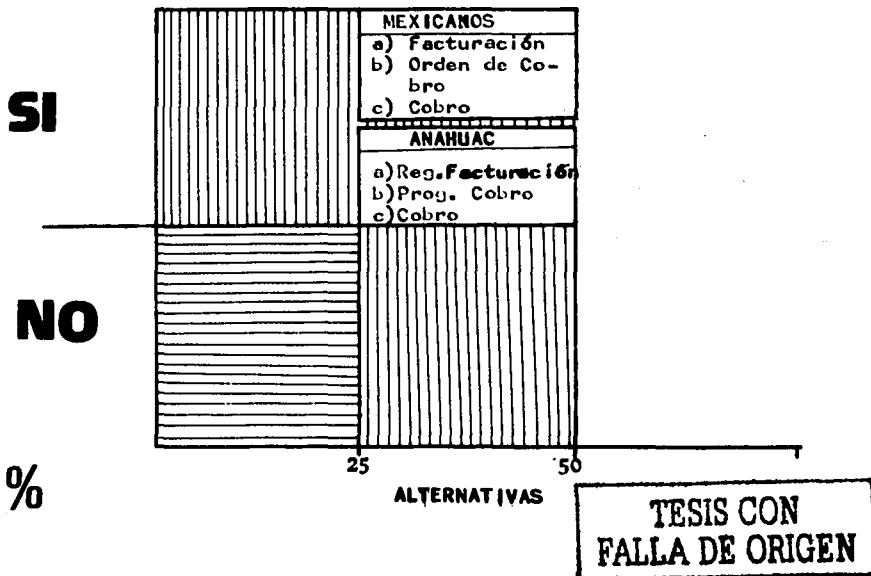 MEXICANOS
a) Facturación
b) Orden de Co-
bro
c) Cobro
SI
ANAHUAC
a)Reg.Facturación
b)Prog. Cobro
c)Cobro
NO
25 50
%
ALTERNATIVAS
TESIS CON
FALLA DE ORIGEN